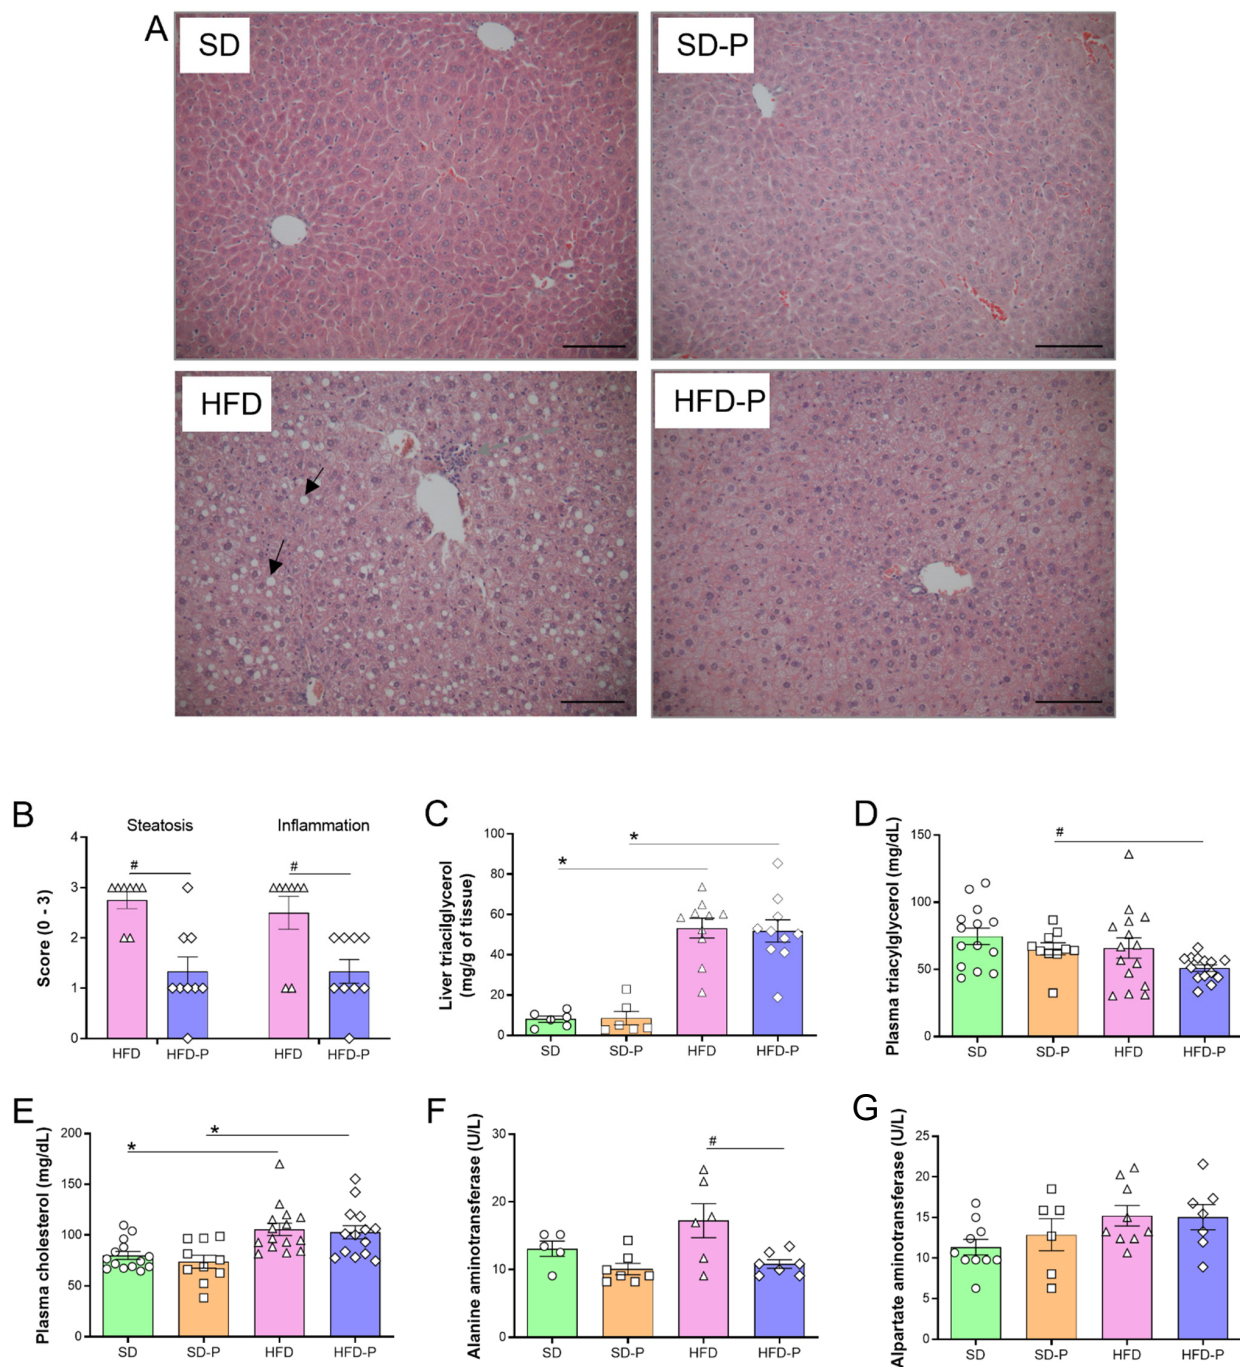 A
SD
SD-P
HFD
HFD-P
B
Steatosis
Inflammation
Score (0 - 3)
4
3
2
1
0
#
#
HFD
HFD-P
HFD
HFD-P
C
Liver triacilglycerol
(mg/g of tissue)
100
80
60
40
20
0
*
*
SD
SD-P
HFD
HFD-P
D
Plasma triacylglycerol (mg/dL)
150
100
50
0
#
SD
SD-P
HFD
HFD-P
E
Plasma cholesterol (mg/dL)
200
150
100
50
0
*
*
SD
SD-P
HFD
HFD-P
F
Alanine aminotransferase (U/L)
30
20
10
0
#
SD
SD-P
HFD
HFD-P
G
Alpartate aminotransferase (U/L)
25
20
15
10
5
0
SD
SD-P
HFD
HFD-P